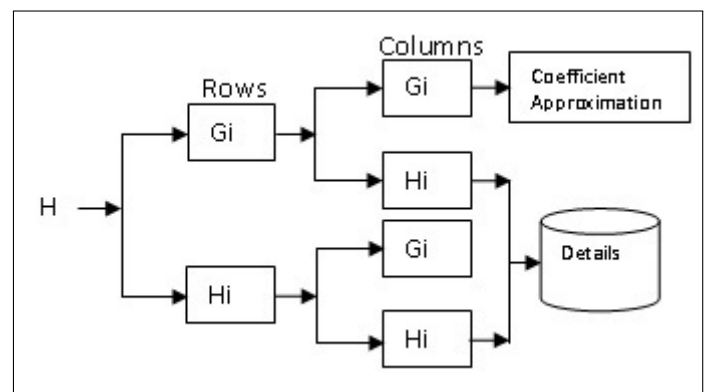 Columns
Rows
Gi
Coefficient
Approximation
Gi
Hi
H
Gi
Details
Hi
Hi